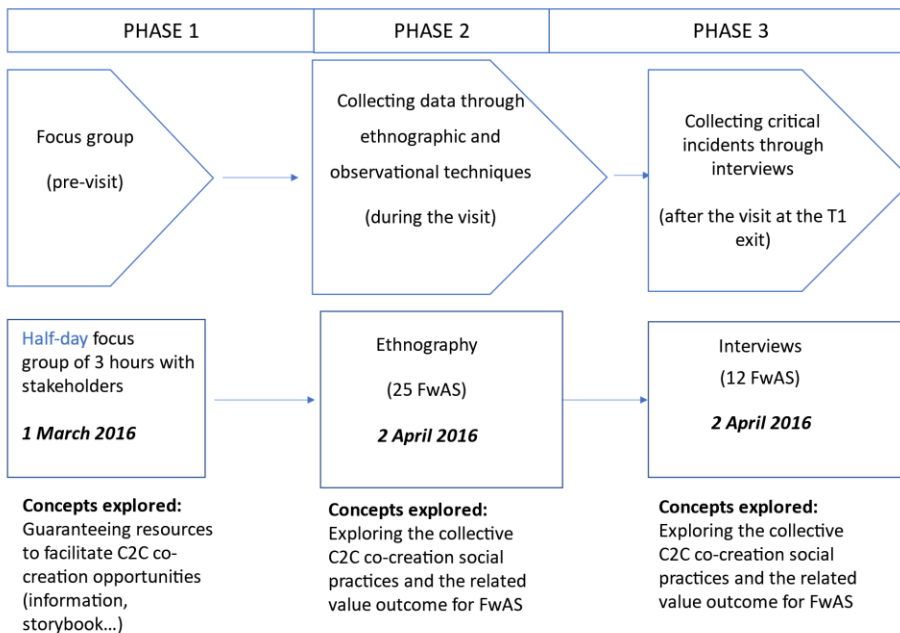 PHASE 1
PHASE 2
PHASE 3
Focus group
(pre-visit)
Collecting data through
ethnographic and
observational techniques
(during the visit)
Collecting critical
incidents through
interviews
(after the visit at the T1
exit)
Half-day focus
group of 3 hours with
stakeholders
1 March 2016
Ethnography
(25 FwAS)
2 April 2016
Interviews
(12 FwAS)
2 April 2016
Concepts explored:
Guaranteeing resources
to facilitate C2C co-
creation opportunities
(information,
storybook...)
Concepts explored:
Exploring the collective
C2C co-creation social
practices and the related
value outcome for FwAS
Concepts explored:
Exploring the collective
C2C co-creation social
practices and the related
value outcome for FwAS